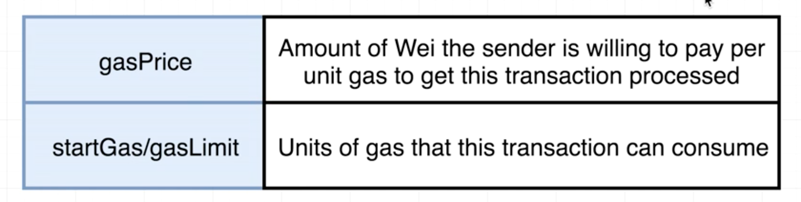 gasPrice
Amount of Wei the sender is willing to pay per
unit gas to get this transaction processed
startGas/gasLimit
Units of gas that this transaction can consume